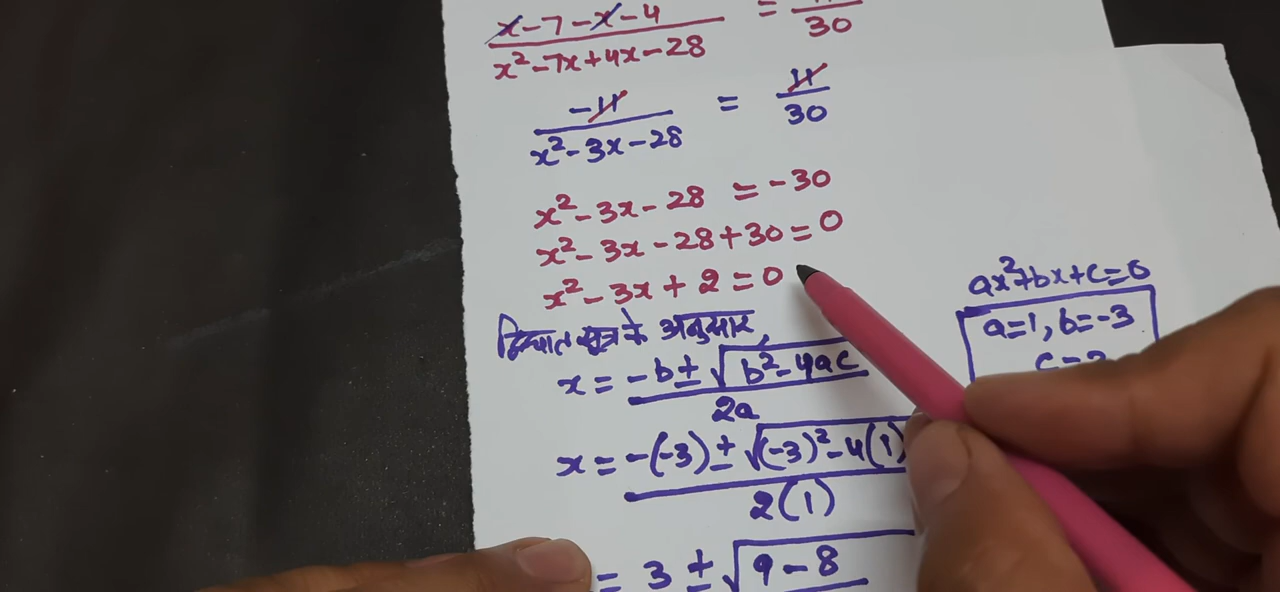 x - 7 - x - 4 / x² - 7x + 4x - 28 = / 30
-11 / x² - 3x - 28 = 11 / 30
x² - 3x - 28 = -30
x² - 3x - 28 + 30 = 0
x² - 3x + 2 = 0
सूत्र के अनुसार,
x = -b ± √b² - 4ac / 2a
x = -(-3) ± √(-3)² - 4(1) / 2(1)
= 3 ± √9 - 8
ax² + bx + c = 0
a = 1, b = -3
c = 2